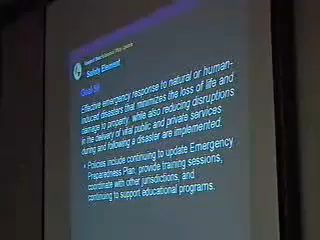 Safety Element
Effective emergency response to natural or human-
induced disasters that minimizes the loss of life and
damage to property, while also reducing disruptions
in the delivery of vital public and private services
during and following a disaster are implemented.
• Policies include continuing to update Emergency
Preparedness Plan, provide training sessions,
coordinate with other jurisdictions, and
continuing to support educational programs.